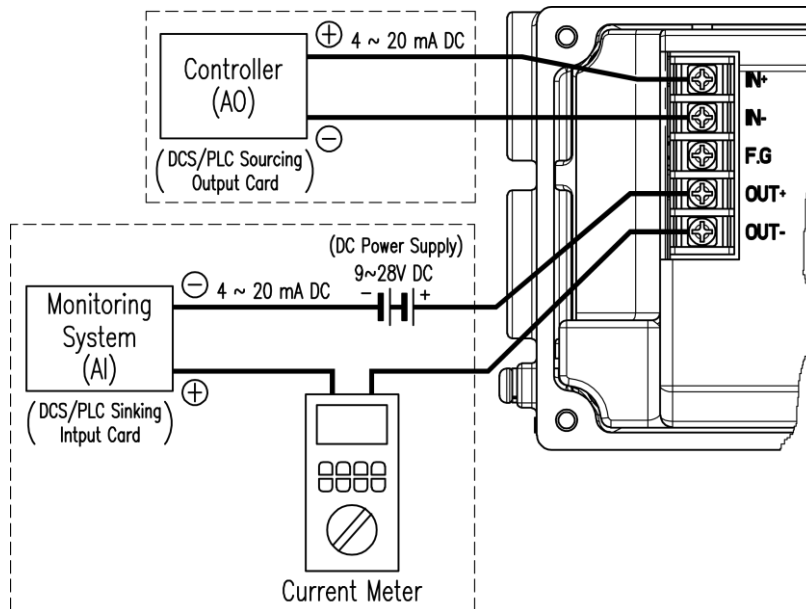 ⊕ 4 ~ 20 mA DC
Controller
(AO)
⊖
(DCS/PLC Sourcing
Output Card)
IN+
IN-
F.G
OUT+
OUT-
(DC Power Supply)
9~28V DC
- +
⊖ 4 ~ 20 mA DC
Monitoring
System
(AI)
⊕
(DCS/PLC Sinking
Intput Card)
Current Meter